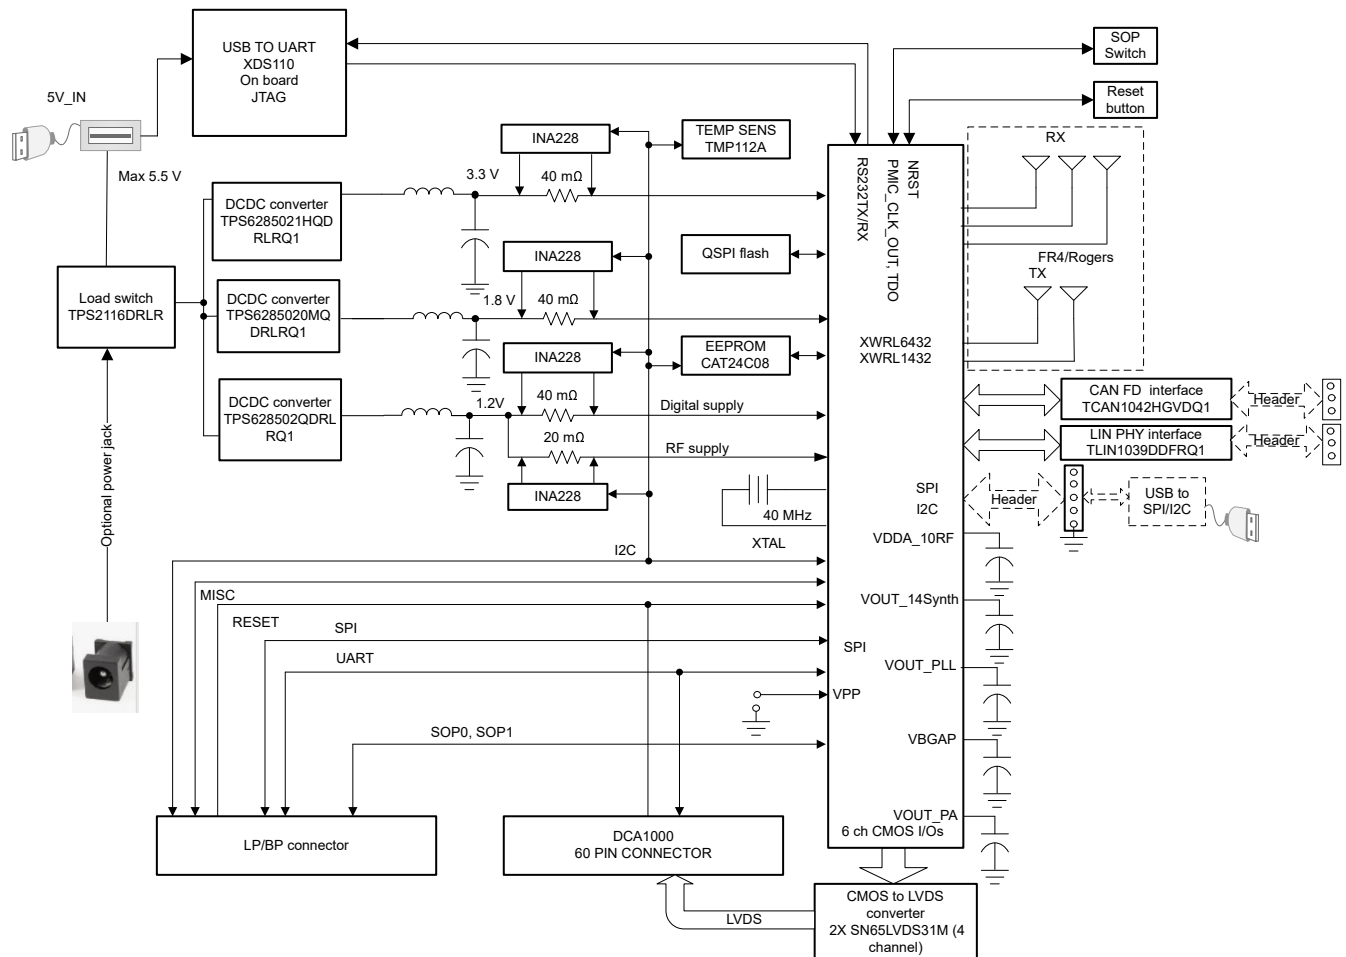 USB TO UART
XDS110
On board
JTAG
SOP
Switch
Reset
button
5V_IN
Max 5.5 V
INA228
TEMP SENS
TMP112A
RS232TX/RX
PMIC_CLK_OUT, TDO
NRST
RX
3.3 V
40 mΩ
DCDC converter
TPS6285021HQD
RLRQ1
INA228
QSPI flash
FR4/Rogers
TX
Load switch
TPS2116DRLR
DCDC converter
TPS6285020MQ
DRLRQ1
1.8 V
40 mΩ
INA228
EEPROM
CAT24C08
XWRL6432
XWRL1432
DCDC converter
TPS628502QDRL
RQ1
1.2V
40 mΩ
Digital supply
20 mΩ
RF supply
INA228
CAN FD interface
TCAN1042HGVDQ1
Header
LIN PHY interface
TLIN1039DDFRQ1
Header
SPI
I2C
Header
USB to
SPI/I2C
Optional power jack
40 MHz
XTAL
VDDA_10RF
I2C
MISC
RESET
VOUT_14Synth
SPI
SPI
UART
VOUT_PLL
VPP
SOP0, SOP1
VBGAP
VOUT_PA
6 ch CMOS I/Os
LP/BP connector
DCA1000
60 PIN CONNECTOR
LVDS
CMOS to LVDS
converter
2X SN65LVDS31M (4
channel)